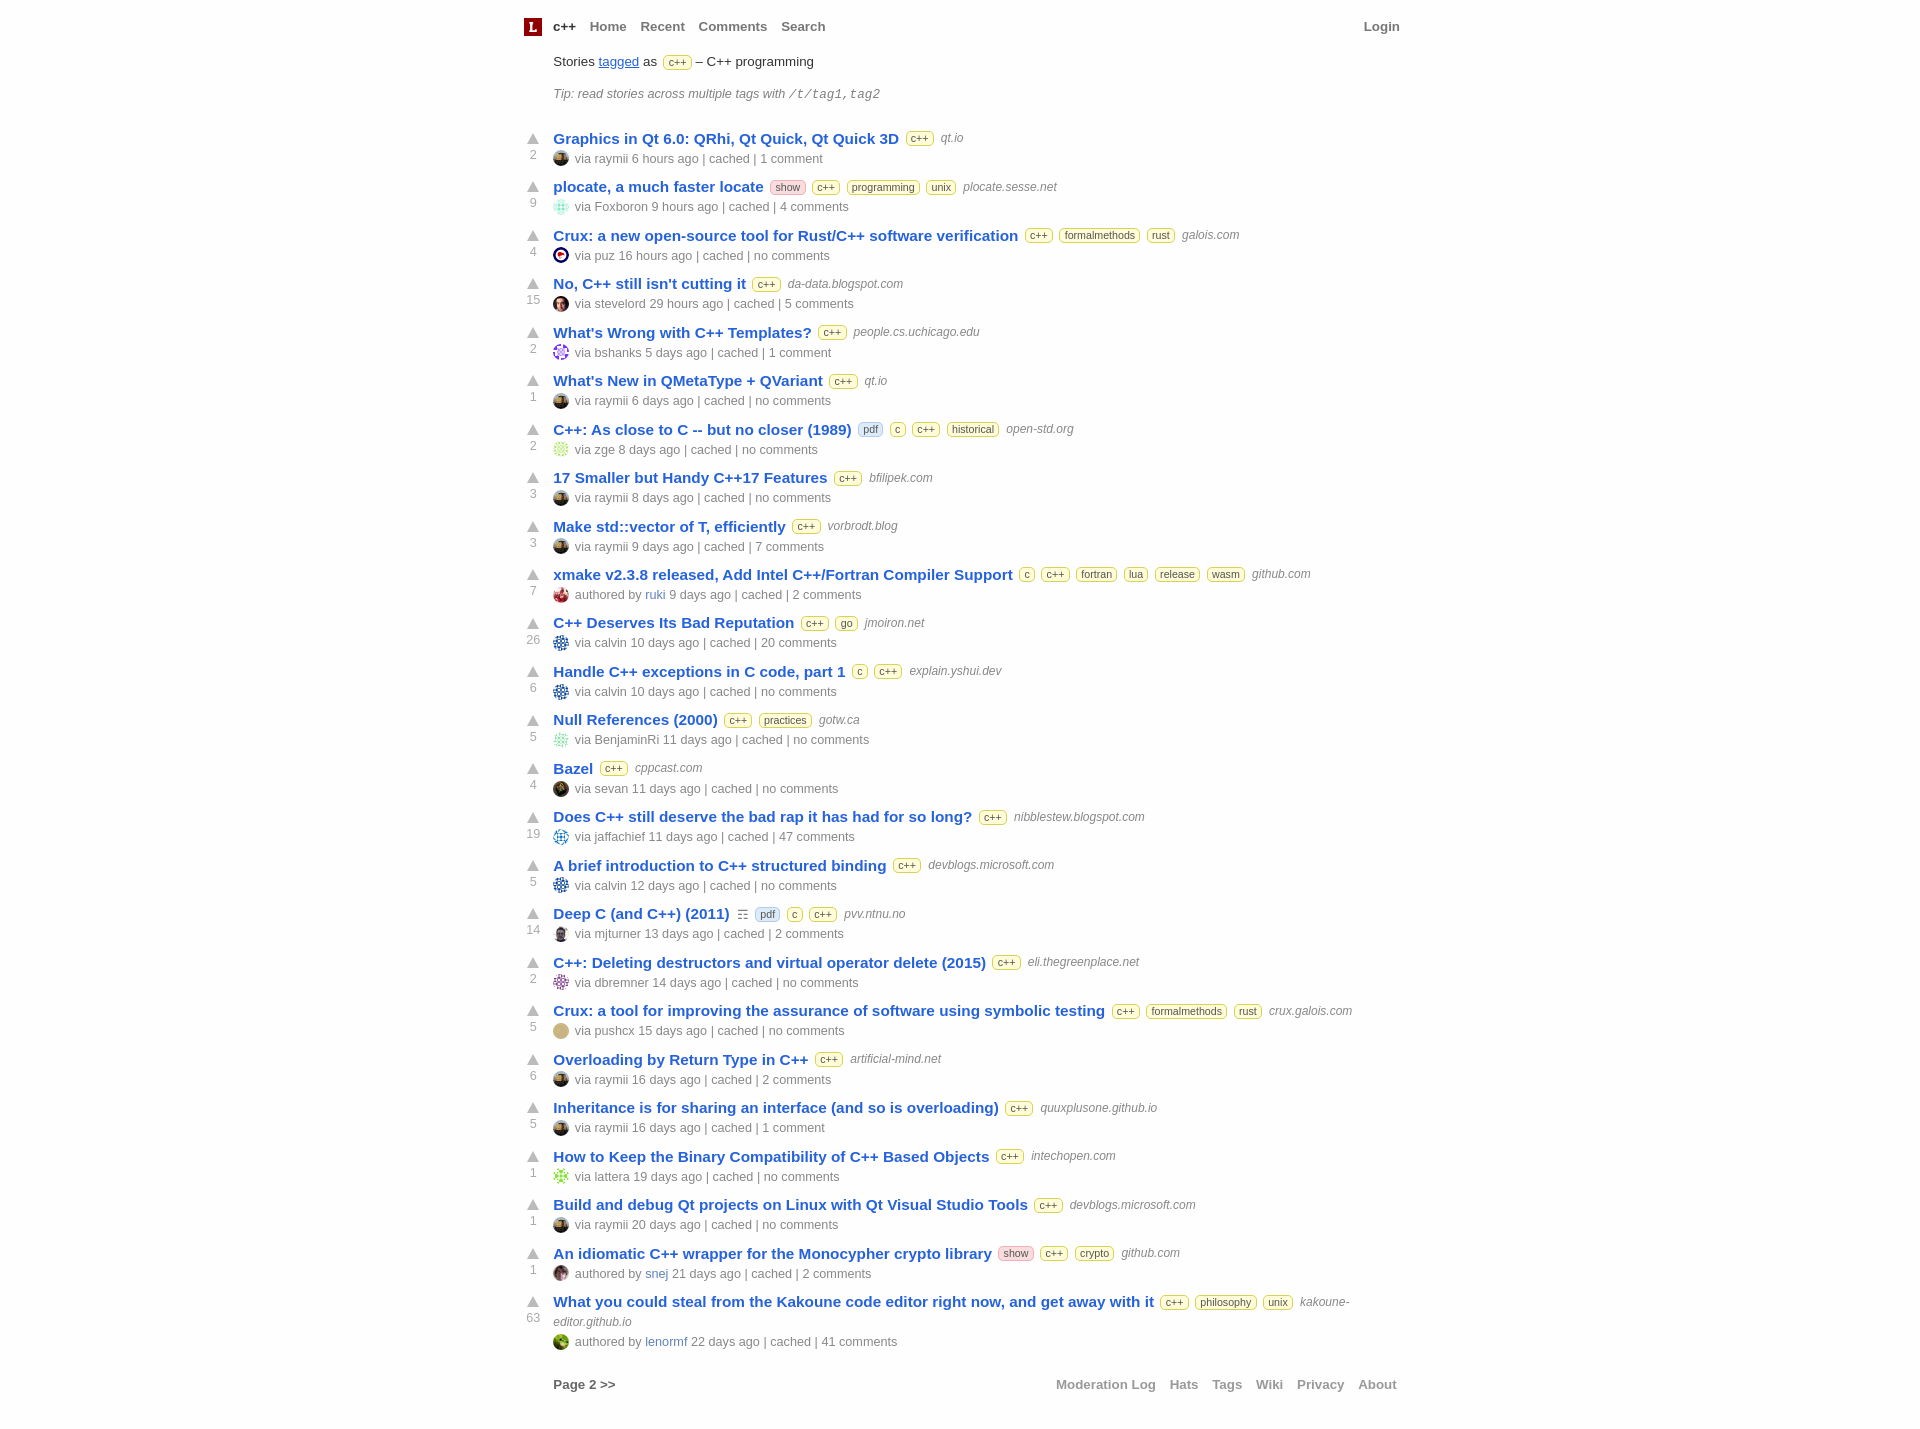 L c++ Home Recent Comments Search Login
Stories tagged as c++ – C++ programming
Tip: read stories across multiple tags with /t/tag1,tag2
Graphics in Qt 6.0: QRhi, Qt Quick, Qt Quick 3D c++ qt.io
2 via raymii 6 hours ago | cached | 1 comment
plocate, a much faster locate show c++ programming unix plocate.sesse.net
9 via Foxboron 9 hours ago | cached | 4 comments
Crux: a new open-source tool for Rust/C++ software verification c++ formalmethods rust galois.com
4 via puz 16 hours ago | cached | no comments
No, C++ still isn't cutting it c++ da-data.blogspot.com
15 via stevelord 29 hours ago | cached | 5 comments
What's Wrong with C++ Templates? c++ people.cs.uchicago.edu
2 via bshanks 5 days ago | cached | 1 comment
What's New in QMetaType + QVariant c++ qt.io
1 via raymii 6 days ago | cached | no comments
C++: As close to C -- but no closer (1989) pdf c c++ historical open-std.org
2 via zge 8 days ago | cached | no comments
17 Smaller but Handy C++17 Features c++ bfilipek.com
3 via raymii 8 days ago | cached | no comments
Make std::vector of T, efficiently c++ vorbrodt.blog
3 via raymii 9 days ago | cached | 7 comments
xmake v2.3.8 released, Add Intel C++/Fortran Compiler Support c c++ fortran lua release wasm github.com
7 authored by ruki 9 days ago | cached | 2 comments
C++ Deserves Its Bad Reputation c++ go jmoiron.net
26 via calvin 10 days ago | cached | 20 comments
Handle C++ exceptions in C code, part 1 c c++ explain.yshui.dev
6 via calvin 10 days ago | cached | no comments
Null References (2000) c++ practices gotw.ca
5 via BenjaminRi 11 days ago | cached | no comments
Bazel c++ cppcast.com
4 via sevan 11 days ago | cached | no comments
Does C++ still deserve the bad rap it has had for so long? c++ nibblestew.blogspot.com
19 via jaffachief 11 days ago | cached | 47 comments
A brief introduction to C++ structured binding c++ devblogs.microsoft.com
5 via calvin 12 days ago | cached | no comments
Deep C (and C++) (2011) ☶ pdf c c++ pvv.ntnu.no
14 via mjturner 13 days ago | cached | 2 comments
C++: Deleting destructors and virtual operator delete (2015) c++ eli.thegreenplace.net
2 via dbremner 14 days ago | cached | no comments
Crux: a tool for improving the assurance of software using symbolic testing c++ formalmethods rust crux.galois.com
5 via pushcx 15 days ago | cached | no comments
Overloading by Return Type in C++ c++ artificial-mind.net
6 via raymii 16 days ago | cached | 2 comments
Inheritance is for sharing an interface (and so is overloading) c++ quuxplusone.github.io
5 via raymii 16 days ago | cached | 1 comment
How to Keep the Binary Compatibility of C++ Based Objects c++ intechopen.com
1 via lattera 19 days ago | cached | no comments
Build and debug Qt projects on Linux with Qt Visual Studio Tools c++ devblogs.microsoft.com
1 via raymii 20 days ago | cached | no comments
An idiomatic C++ wrapper for the Monocypher crypto library show c++ crypto github.com
1 authored by snej 21 days ago | cached | 2 comments
What you could steal from the Kakoune code editor right now, and get away with it c++ philosophy unix kakoune-
63 editor.github.io
authored by lenormf 22 days ago | cached | 41 comments
Page 2 >> Moderation Log Hats Tags Wiki Privacy About